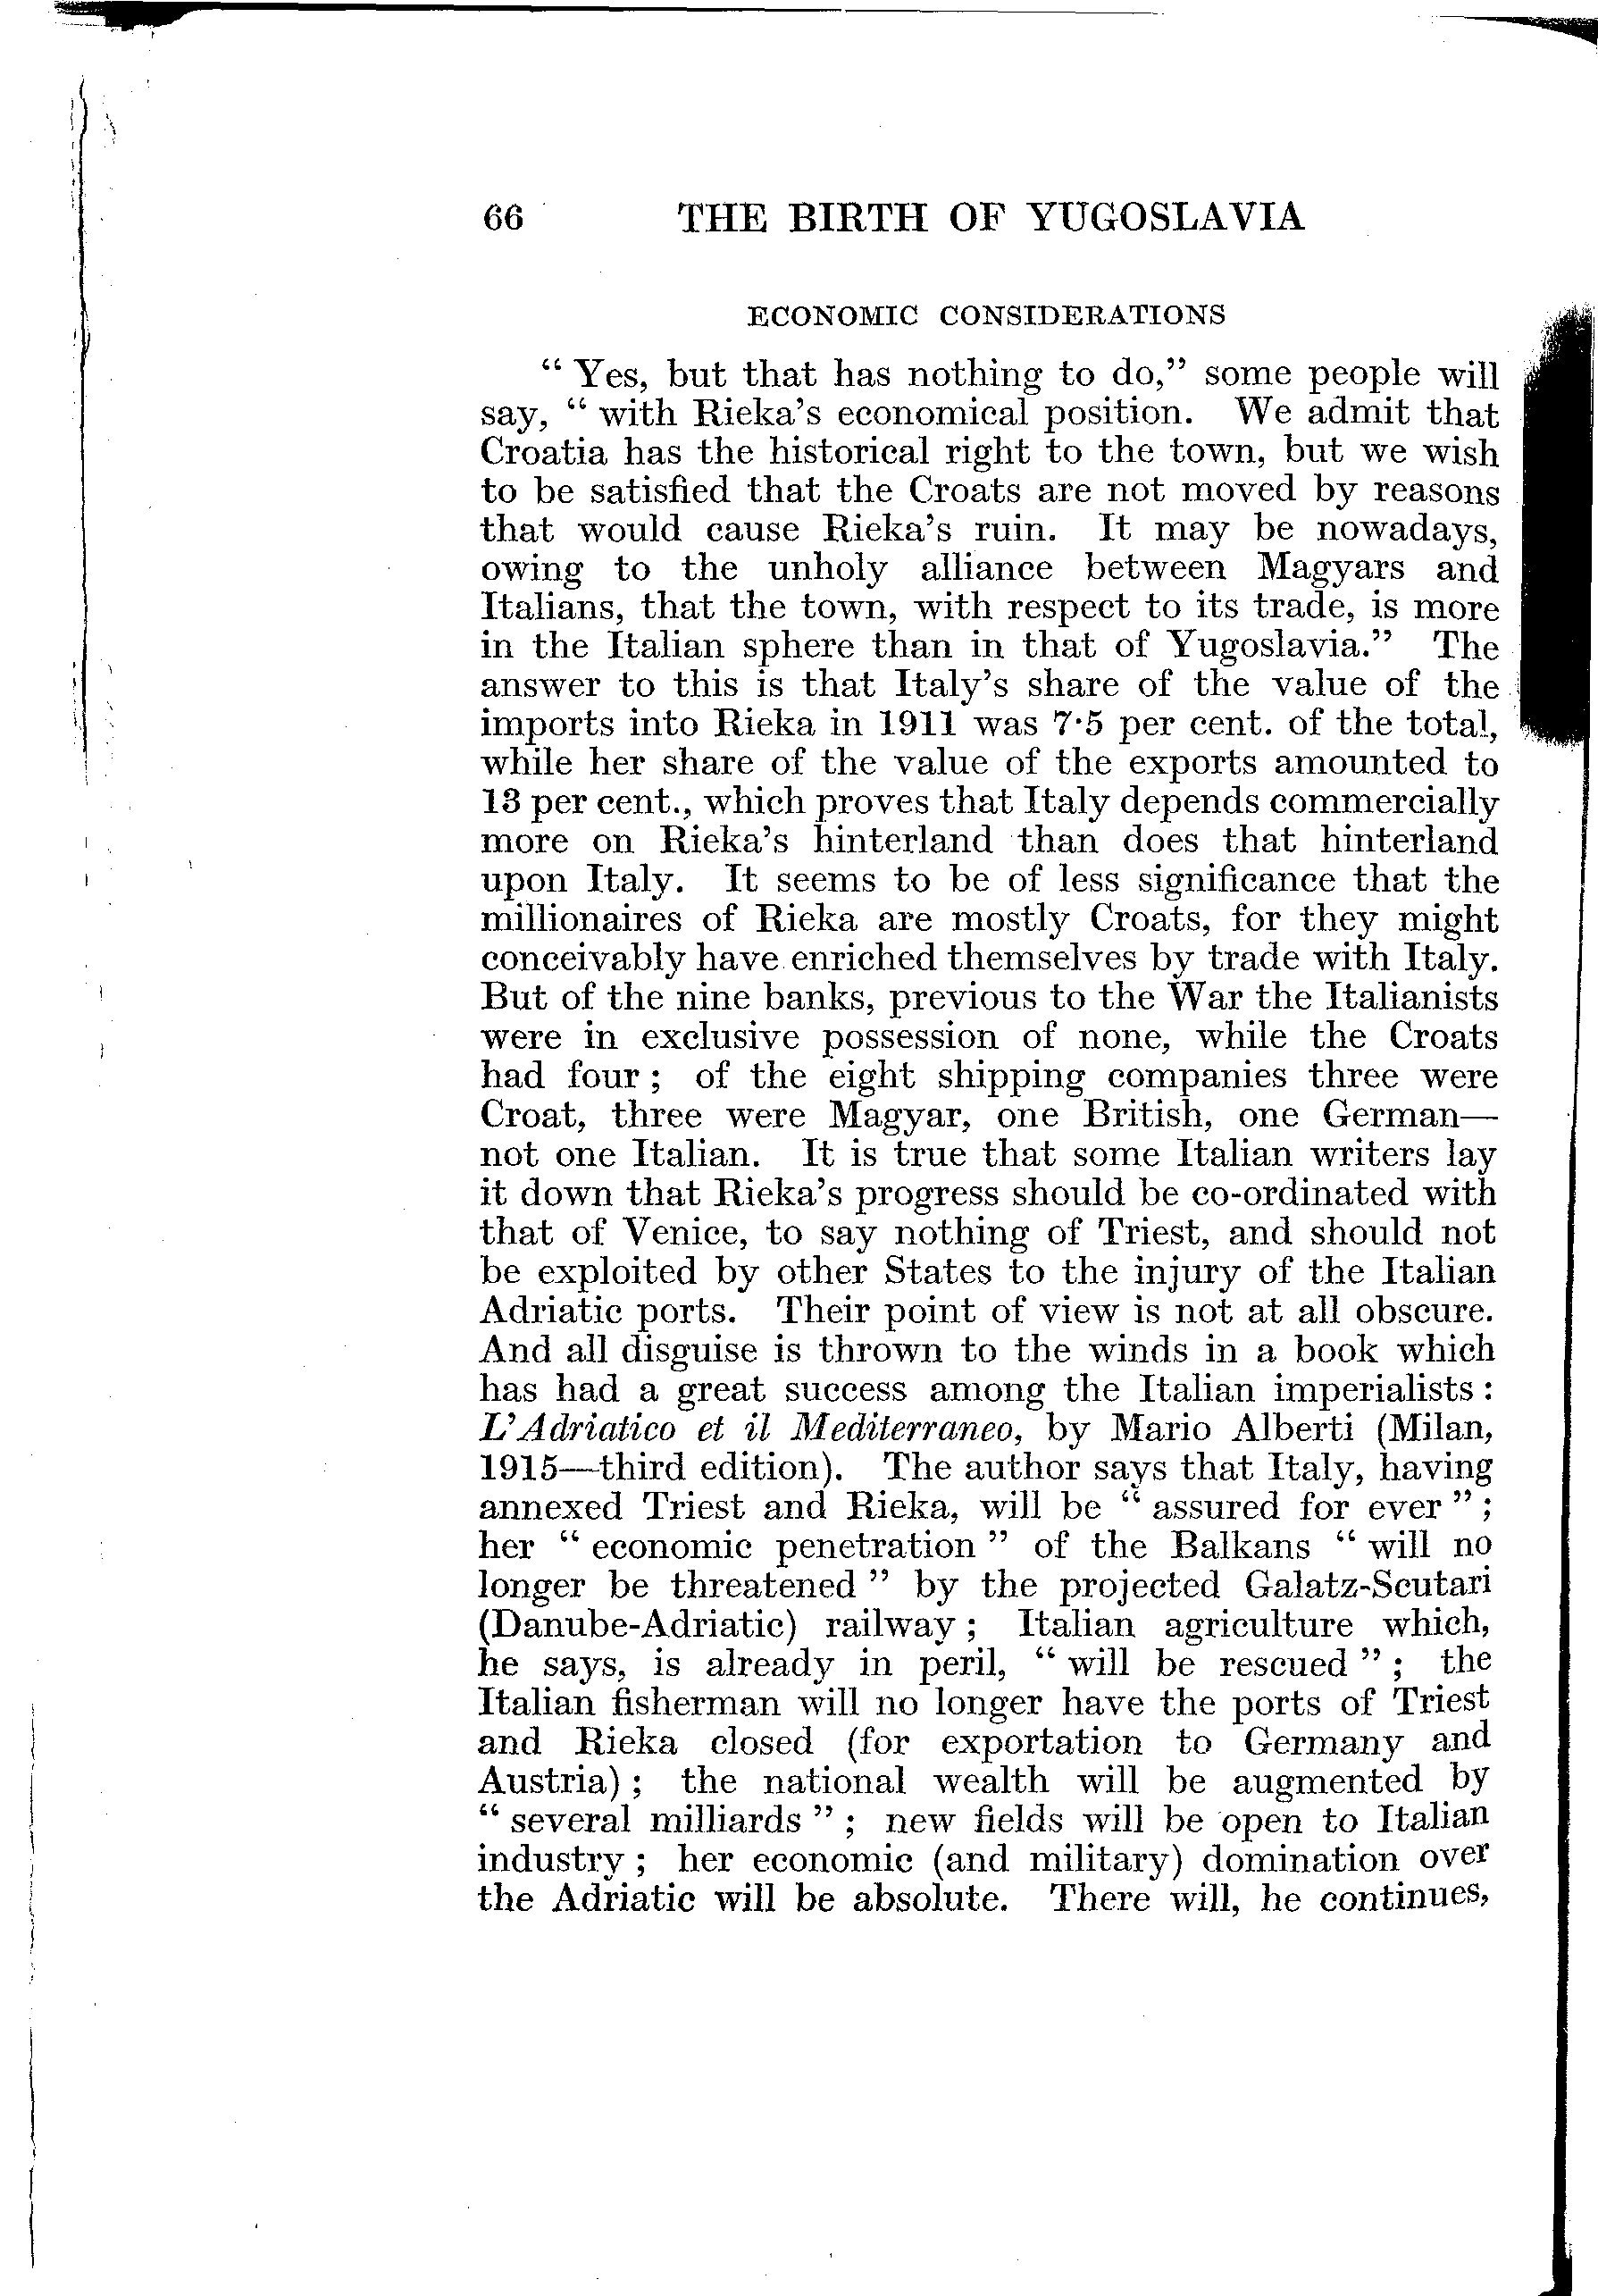 66 THE BIRTH OF YUGOSLAVIA
ECONOMIC CONSIDERATIONS
“ Yes, but that has nothing to do,” some people will
say, “ with Rieka’s economical position. We admit that
Croatia has the historical right to the town, but we wish
to be satisfied that the Croats are not moved by reasons
that would cause Rieka’s ruin. It may be nowadays,
owing to the unholy alliance between Magyars and
Italians, that the town, with respect to its trade, is more
in the Italian sphere than in that of Yugoslavia.” The
answer to this is that Italy’s share of the value of the
imports into Rieka in 1911 was 7·5 per cent. of the total,
while her share of the value of the exports amounted to
13 per cent., which proves that Italy depends commercially
more on Rieka’s hinterland than does that hinterland
upon Italy. It seems to be of less significance that the
millionaires of Rieka are mostly Croats, for they might
conceivably have enriched themselves by trade with Italy.
But of the nine banks, previous to the War the Italianists
were in exclusive possession of none, while the Croats
had four ; of the eight shipping companies three were
Croat, three were Magyar, one British, one German—
not one Italian. It is true that some Italian writers lay
it down that Rieka’s progress should be co-ordinated with
that of Venice, to say nothing of Triest, and should not
be exploited by other States to the injury of the Italian
Adriatic ports. Their point of view is not at all obscure.
And all disguise is thrown to the winds in a book which
has had a great success among the Italian imperialists :
L’Adriatico et il Mediterraneo, by Mario Alberti (Milan,
1915—third edition). The author says that Italy, having
annexed Triest and Rieka, will be “ assured for ever ” ;
her “ economic penetration ” of the Balkans “ will no
longer be threatened ” by the projected Galatz-Scutari
(Danube-Adriatic) railway ; Italian agriculture which,
he says, is already in peril, “ will be rescued ” ; the
Italian fisherman will no longer have the ports of Triest
and Rieka closed (for exportation to Germany and
Austria) ; the national wealth will be augmented by
“ several milliards ” ; new fields will be open to Italian
industry ; her economic (and military) domination over
the Adriatic will be absolute. There will, he continues,